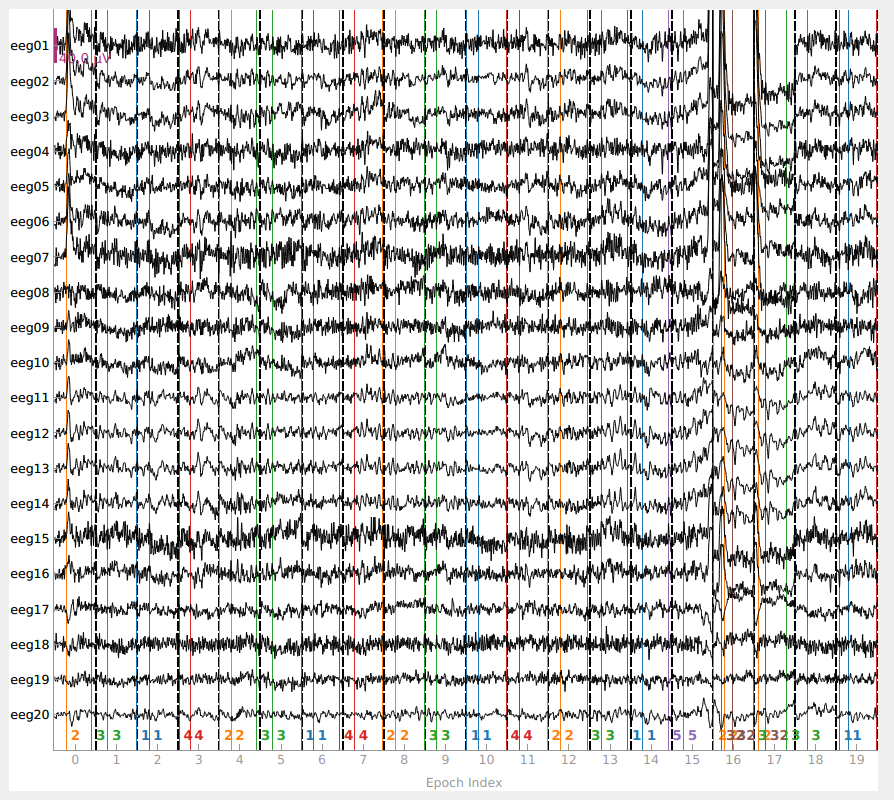 eeg01
40.0 µV
eeg02
eeg03
eeg04
eeg05
eeg06
eeg07
eeg08
eeg09
eeg10
eeg11
eeg12
eeg13
eeg14
eeg15
eeg16
eeg17
eeg18
eeg19
eeg20
2 3 3 1 1 4 4 2 2 3 3 1 1 4 4 2 2 3 3 1 1 4 4 2 2 3 3 1 1 5 5 3 1 1
0 1 2 3 4 5 6 7 8 9 10 11 12 13 14 15 16 17 18 19
Epoch Index